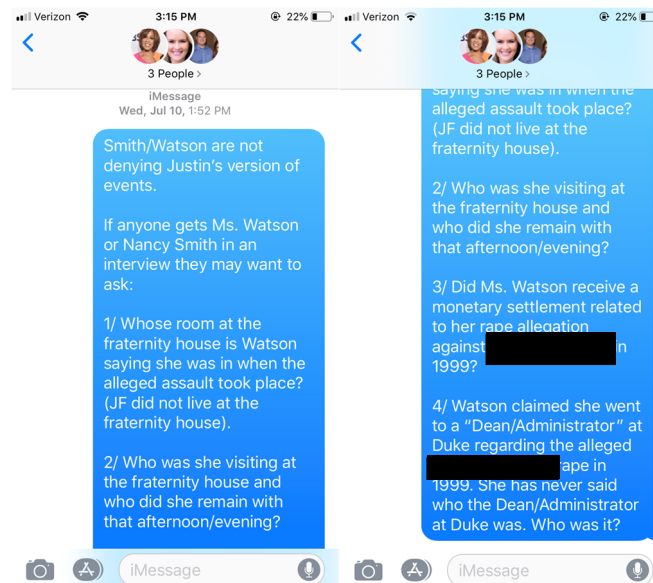 Verizon 3:15 PM 22%
3 People >
iMessage
Wed, Jul 10, 1:52 PM
Smith/Watson are not
denying Justin's version of
events.
If anyone gets Ms. Watson
or Nancy Smith in an
interview they may want to
ask:
1/ Whose room at the
fraternity house is Watson
saying she was in when the
alleged assault took place?
(JF did not live at the
fraternity house).
2/ Who was she visiting at
the fraternity house and
who did she remain with
that afternoon/evening?
iMessage
Verizon 3:15 PM 22%
3 People >
saying she was in when the
alleged assault took place?
(JF did not live at the
fraternity house).
2/ Who was she visiting at
the fraternity house and
who did she remain with
that afternoon/evening?
3/ Did Ms. Watson receive a
monetary settlement related
to her rape allegation
against in
1999?
4/ Watson claimed she went
to a “Dean/Administrator” at
Duke regarding the alleged
rape in
1999. She has never said
who the Dean/Administrator
at Duke was. Who was it?
iMessage